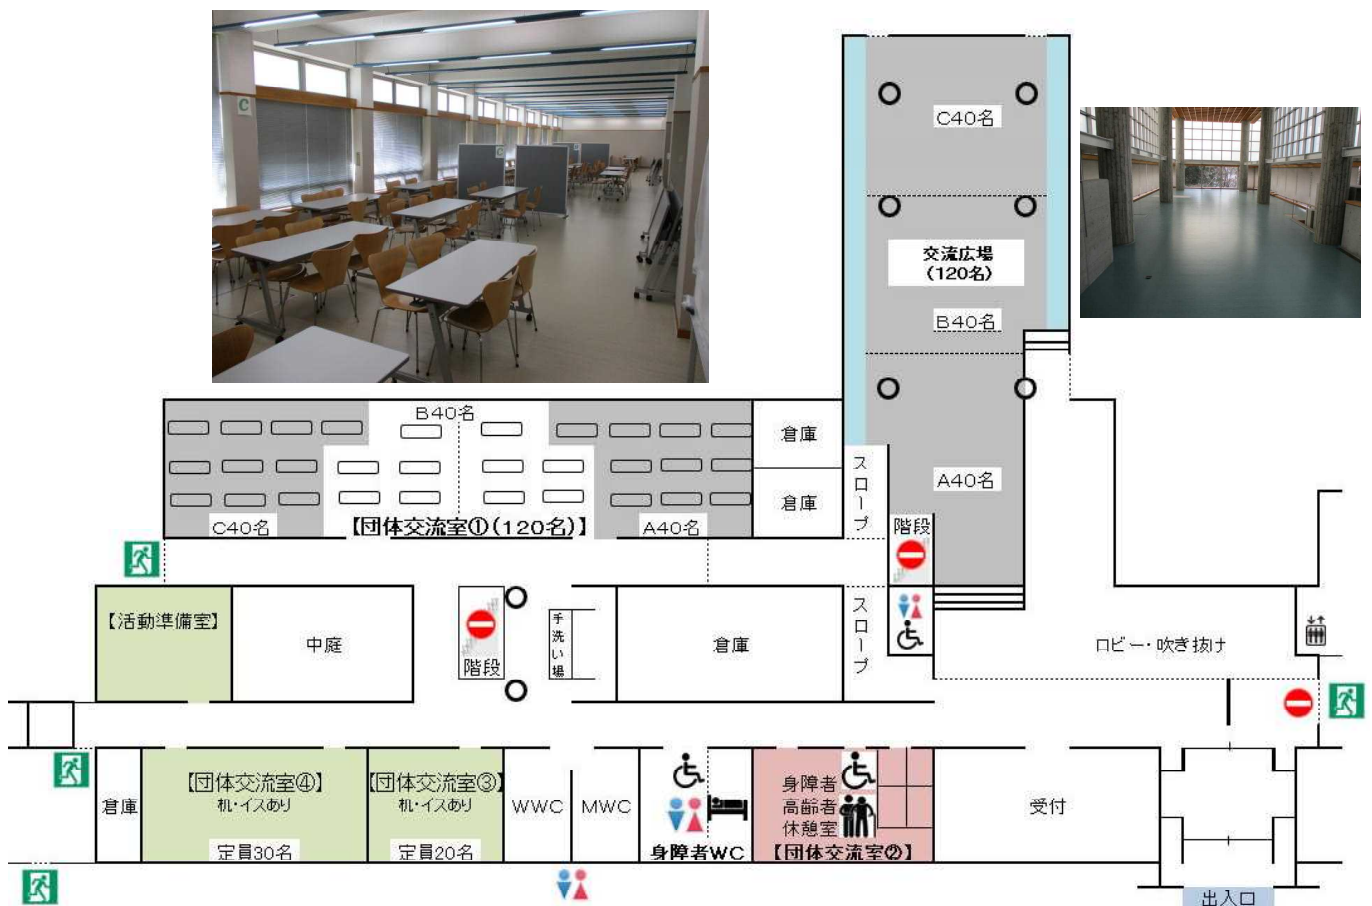 C
C
C40名
交流広場
(120名)
B40名
A40名
B40名
C40名
【団体交流室①(120名)】
A40名
倉庫
倉庫
スロープ
階段
【活動準備室】
中庭
階段
手洗い場
倉庫
スロープ
ロビー・吹き抜け
倉庫
【団体交流室④】
机・イスあり
定員30名
【団体交流室③】
机・イスあり
定員20名
WWC
MWC
身障者WC
身障者
高齢者
休憩室
【団体交流室②】
受付
出入口